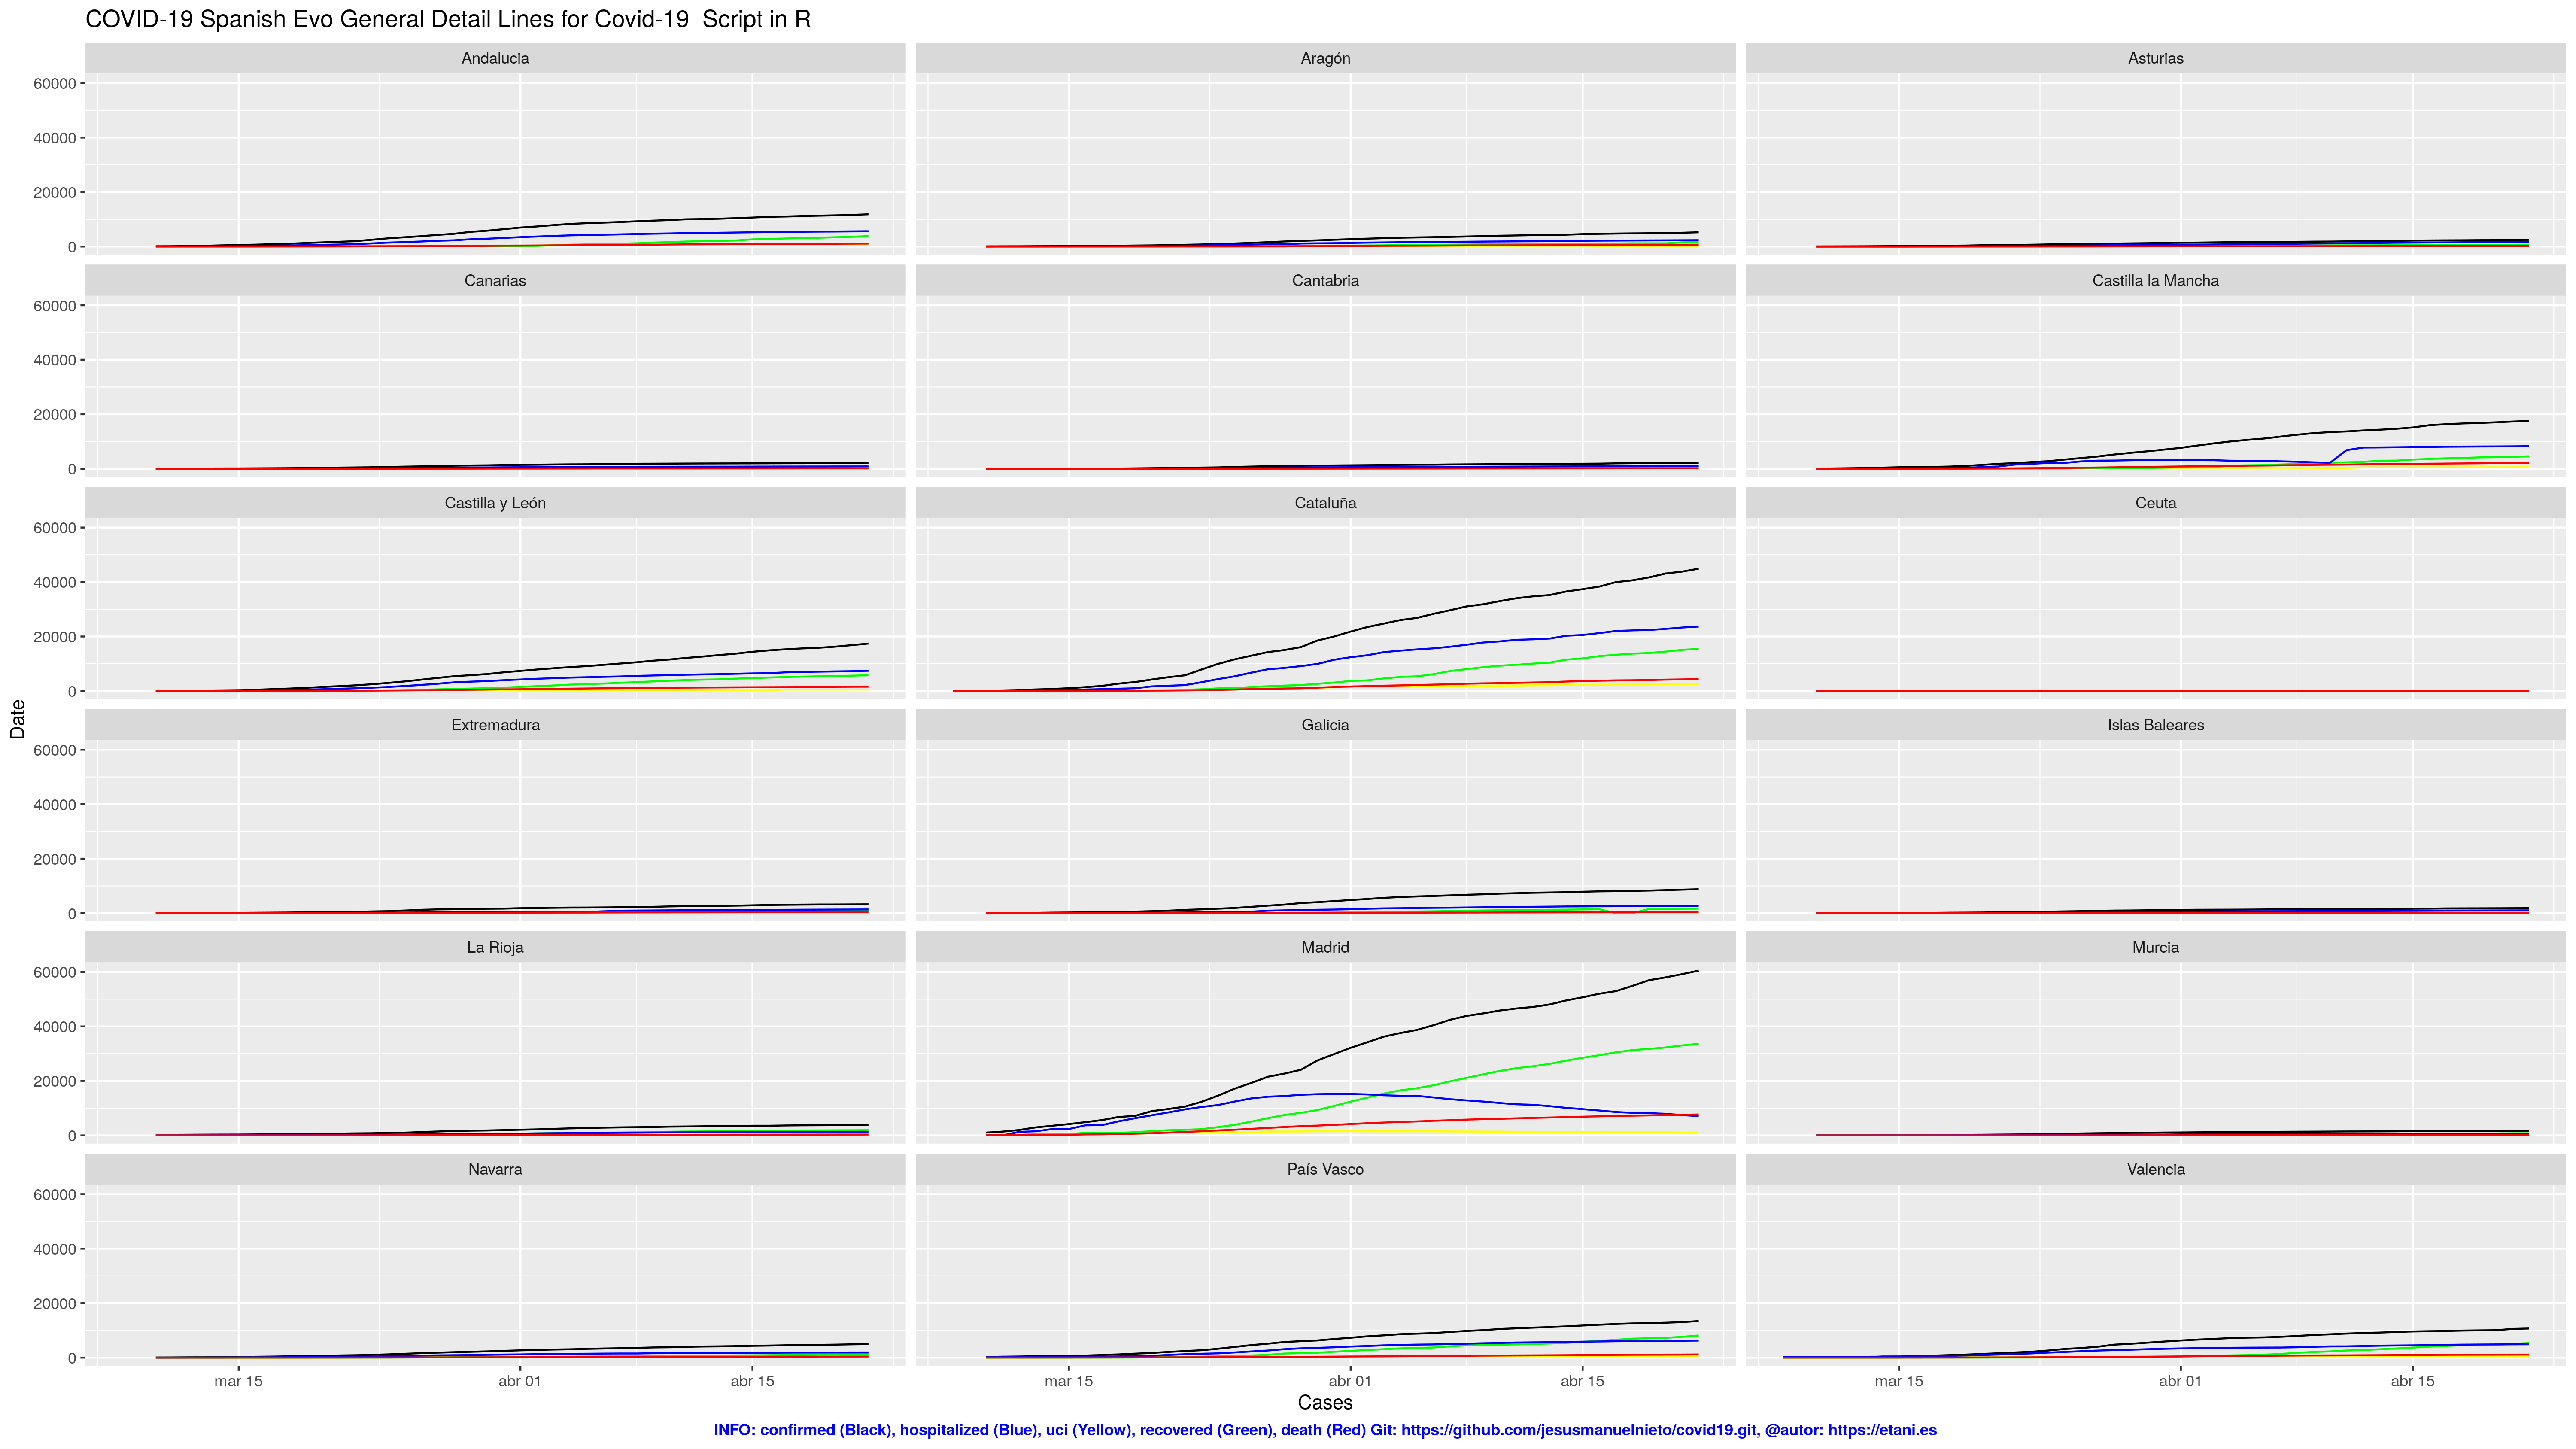 COVID-19 Spanish Evo General Detail Lines for Covid-19  Script in R
Andalucia
Aragón
Asturias
60000
40000
20000
0
Canarias
Cantabria
Castilla la Mancha
60000
40000
20000
0
Castilla y León
Cataluña
Ceuta
60000
40000
20000
0
Date
Extremadura
Galicia
Islas Baleares
60000
40000
20000
0
La Rioja
Madrid
Murcia
60000
40000
20000
0
Navarra
País Vasco
Valencia
60000
40000
20000
0
mar 15
abr 01
abr 15
mar 15
abr 01
abr 15
mar 15
abr 01
abr 15
Cases
INFO: confirmed (Black), hospitalized (Blue), uci (Yellow), recovered (Green), death (Red) Git: https://github.com/jesusmanuelnieto/covid19.git, @autor: https://etani.es